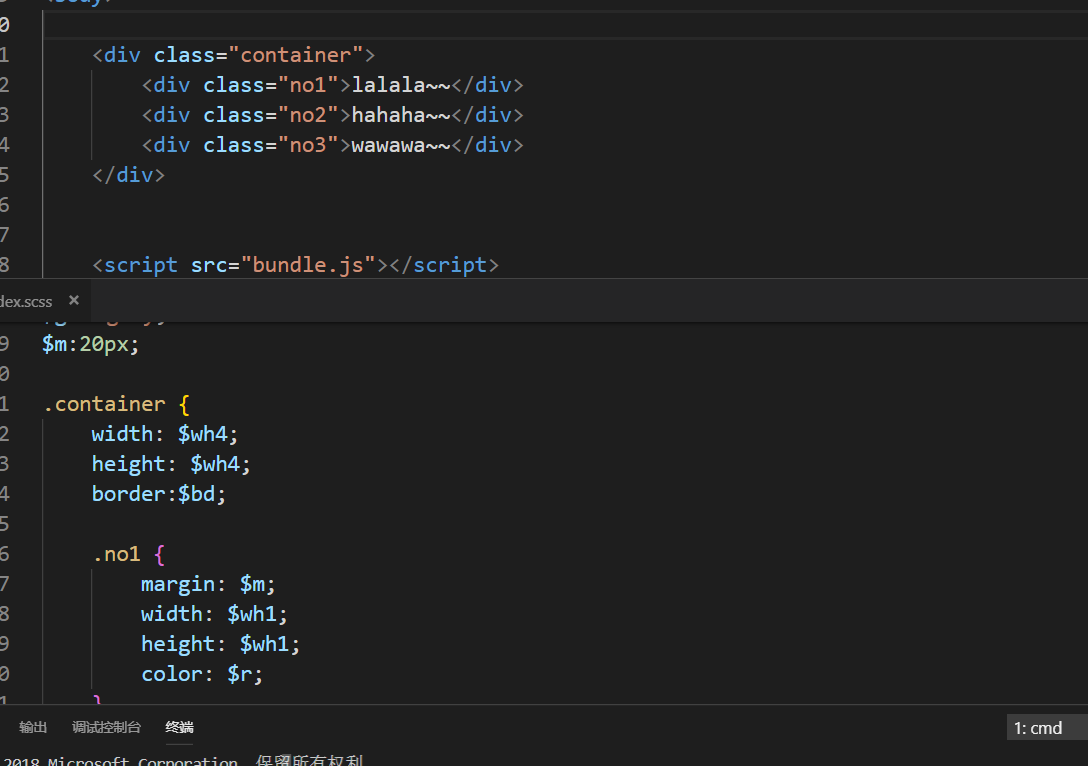 0
1 <div class="container">
2 <div class="no1">lalala~~</div>
3 <div class="no2">hahaha~~</div>
4 <div class="no3">wawawa~~</div>
5 </div>
6
7
8 <script src="bundle.js"></script>
dex.scss ×
9 $m:20px;
0
1 .container {
2 width: $wh4;
3 height: $wh4;
4 border:$bd;
5
6 .no1 {
7 margin: $m;
8 width: $wh1;
9 height: $wh1;
0 color: $r;
1 }
输出 调试控制台 终端 1: cmd
2018 Microsoft Corporation。保留所有权利